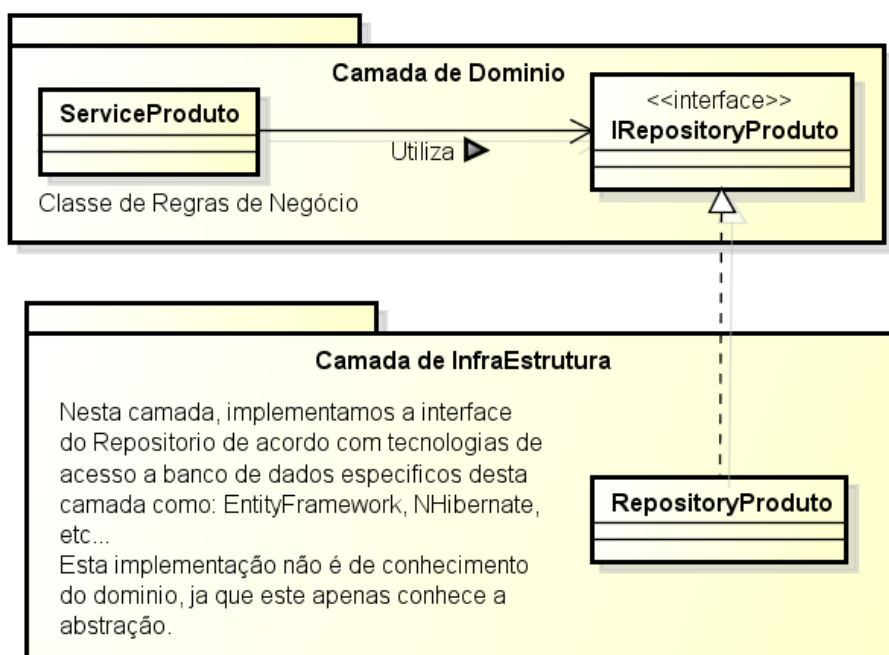 Camada de Dominio
ServiceProduto
Utiliza
<<interface>>
IRepositoryProduto
Classe de Regras de Negócio
Camada de InfraEstrutura
Nesta camada, implementamos a interface
do Repositorio de acordo com tecnologias de
acesso a banco de dados especificos desta
camada como: EntityFramework, NHibernate,
etc...
Esta implementação não é de conhecimento
do dominio, ja que este apenas conhece a
abstração.
RepositoryProduto